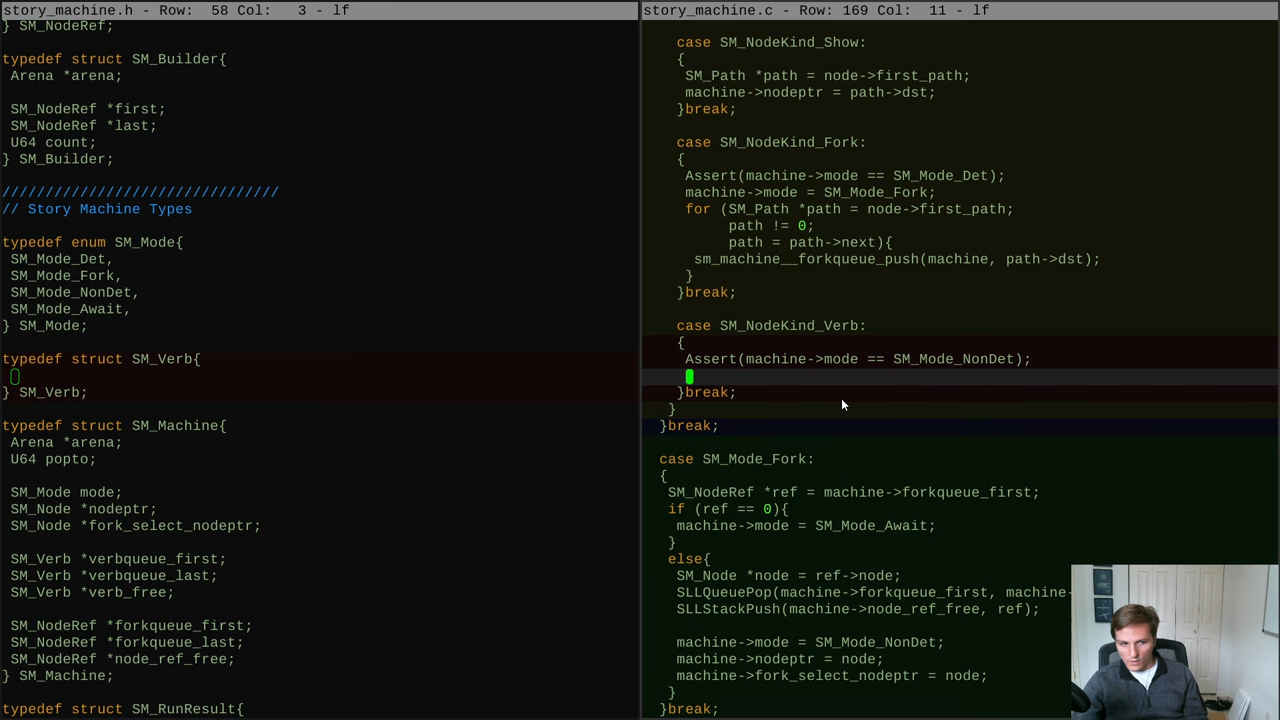 story_machine.h - Row:  58 Col:   3 - lf
} SM_NodeRef;
typedef struct SM_Builder{
Arena *arena;
SM_NodeRef *first;
SM_NodeRef *last;
U64 count;
} SM_Builder;
////////////////////////////////
// Story Machine Types
typedef enum SM_Mode{
SM_Mode_Det,
SM_Mode_Fork,
SM_Mode_NonDet,
SM_Mode_Await,
} SM_Mode;
typedef struct SM_Verb{
} SM_Verb;
typedef struct SM_Machine{
Arena *arena;
U64 popto;
SM_Mode mode;
SM_Node *nodeptr;
SM_Node *fork_select_nodeptr;
SM_Verb *verbqueue_first;
SM_Verb *verbqueue_last;
SM_Verb *verb_free;
SM_NodeRef *forkqueue_first;
SM_NodeRef *forkqueue_last;
SM_NodeRef *node_ref_free;
} SM_Machine;
typedef struct SM_RunResult{
story_machine.c - Row: 169 Col:  11 - lf
case SM_NodeKind_Show:
{
SM_Path *path = node->first_path;
machine->nodeptr = path->dst;
}break;
case SM_NodeKind_Fork:
{
Assert(machine->mode == SM_Mode_Det);
machine->mode = SM_Mode_Fork;
for (SM_Path *path = node->first_path;
path != 0;
path = path->next){
sm_machine__forkqueue_push(machine, path->dst);
}
}break;
case SM_NodeKind_Verb:
{
Assert(machine->mode == SM_Mode_NonDet);
}break;
}
}break;
case SM_Mode_Fork:
{
SM_NodeRef *ref = machine->forkqueue_first;
if (ref == 0){
machine->mode = SM_Mode_Await;
}
else{
SM_Node *node = ref->node;
SLLQueuePop(machine->forkqueue_first, machine-
SLLStackPush(machine->node_ref_free, ref);
machine->mode = SM_Mode_NonDet;
machine->nodeptr = node;
machine->fork_select_nodeptr = node;
}
}break;